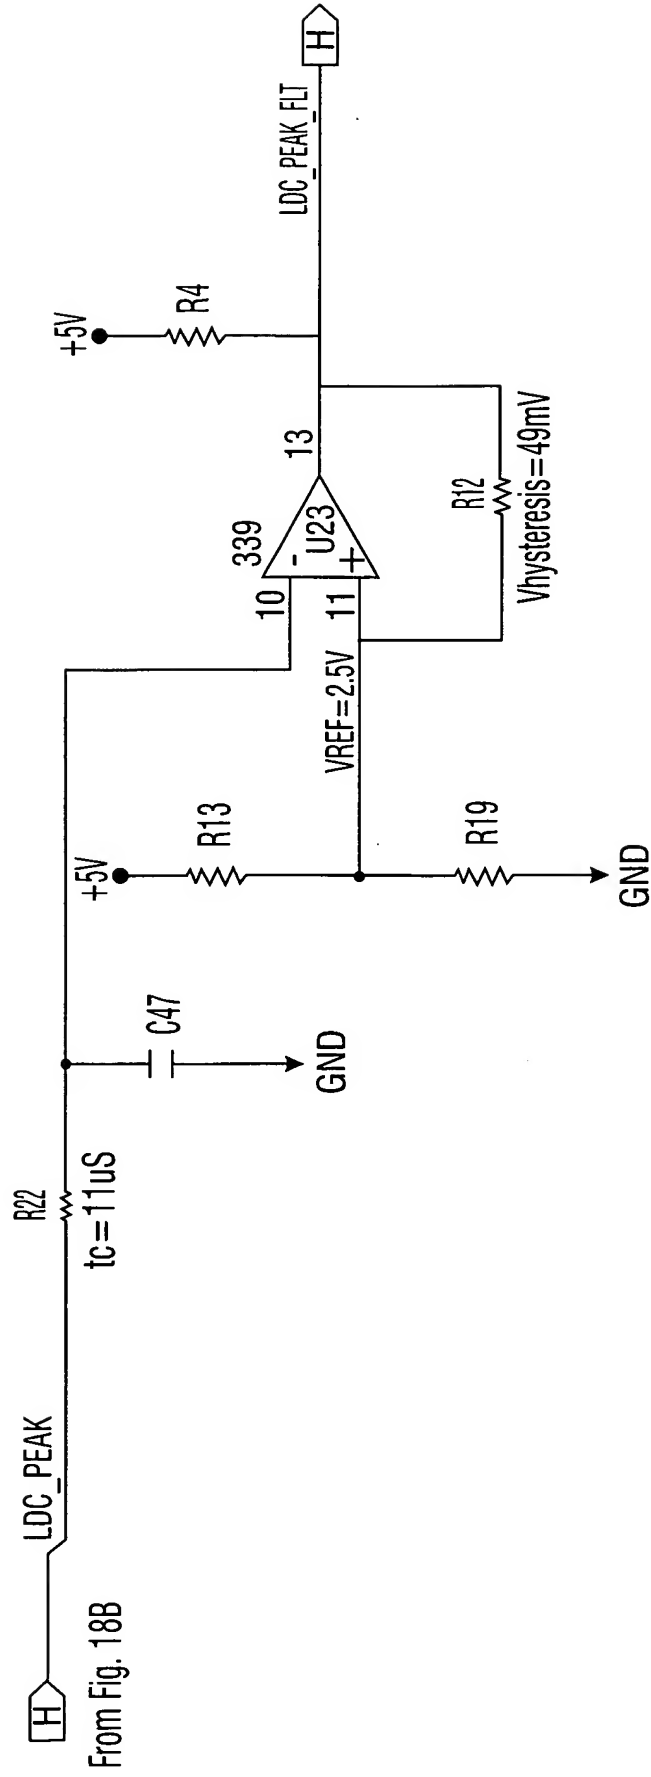 H
From Fig. 18B
LDC_PEAK
R22
tc=11uS
C47
GND
+5V
R13
VREF=2.5V
R19
GND
10
11
339
-
+
U23
13
R12
Vhysteresis=49mV
+5V
R4
LDC_PEAK_FLT
H